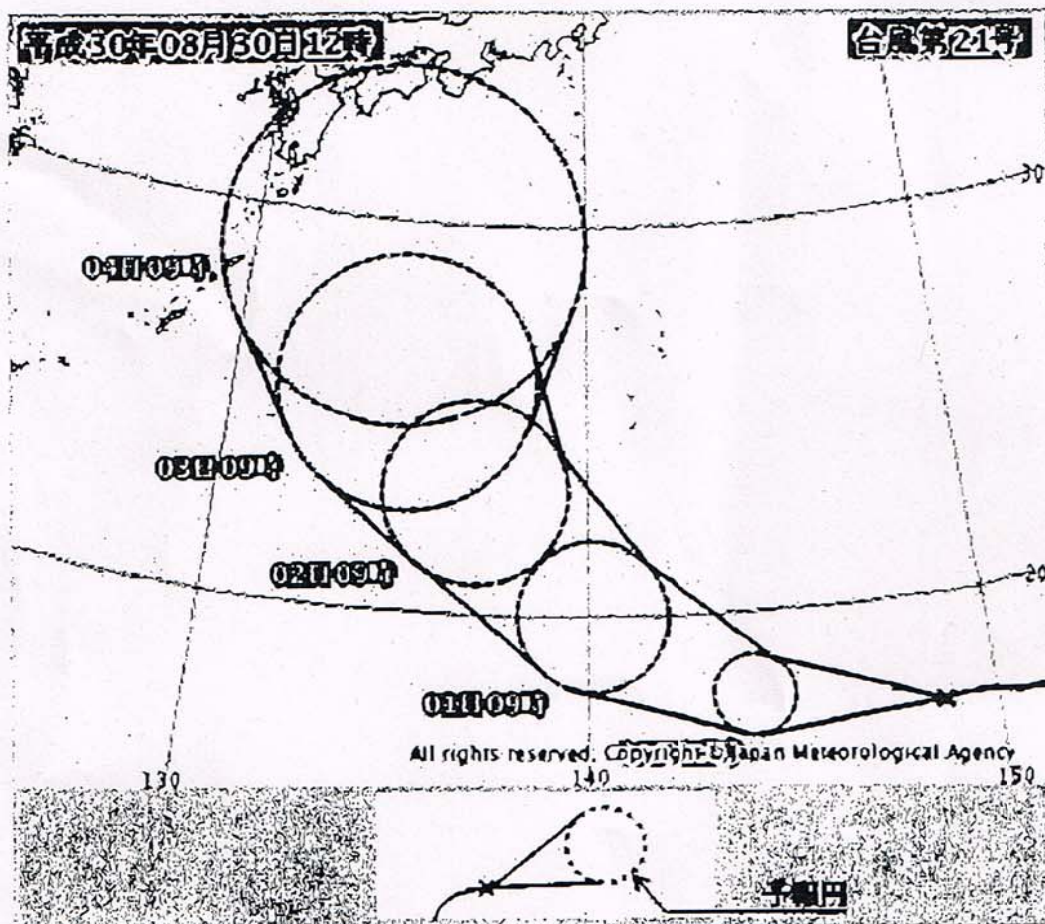 平成30年08月30日12時
台風第21号
30
04日 09時
03日 09時
02日 09時
20
01日 09時
All rights reserved. Copyright © Japan Meteorological Agency
130
140
150
予報円